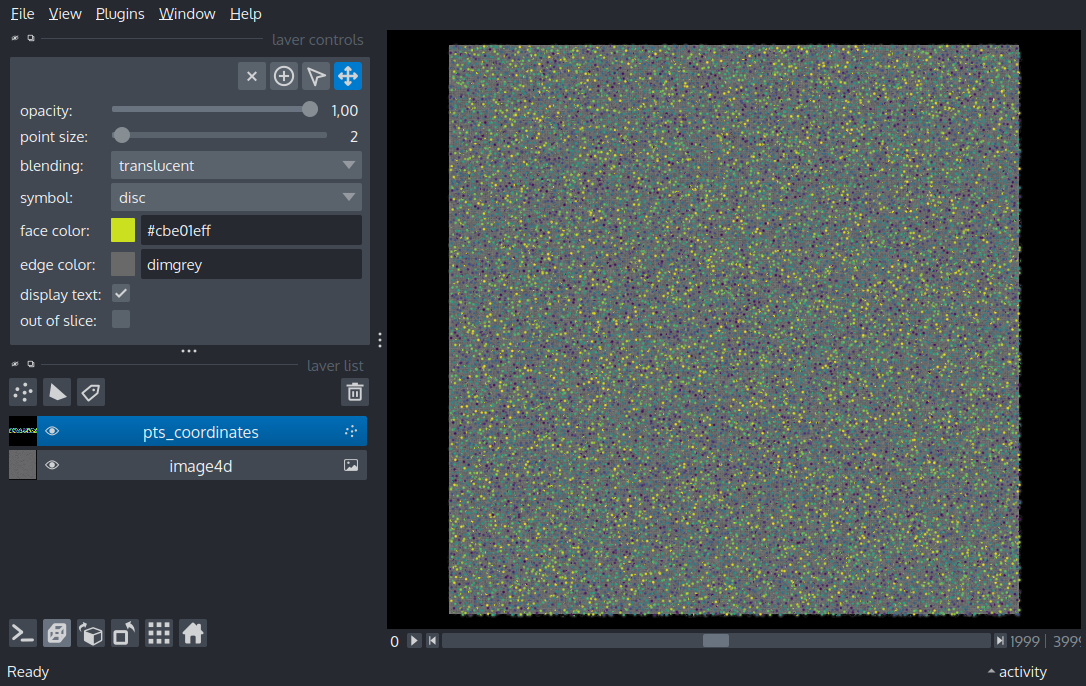 File View Plugins Window Help
layer controls
opacity: 1,00
point size: 2
blending: translucent
symbol: disc
face color: #cbe01eff
edge color: dimgrey
display text:
out of slice:
layer list
pts_coordinates
image4d
0 1999 3999
Ready activity